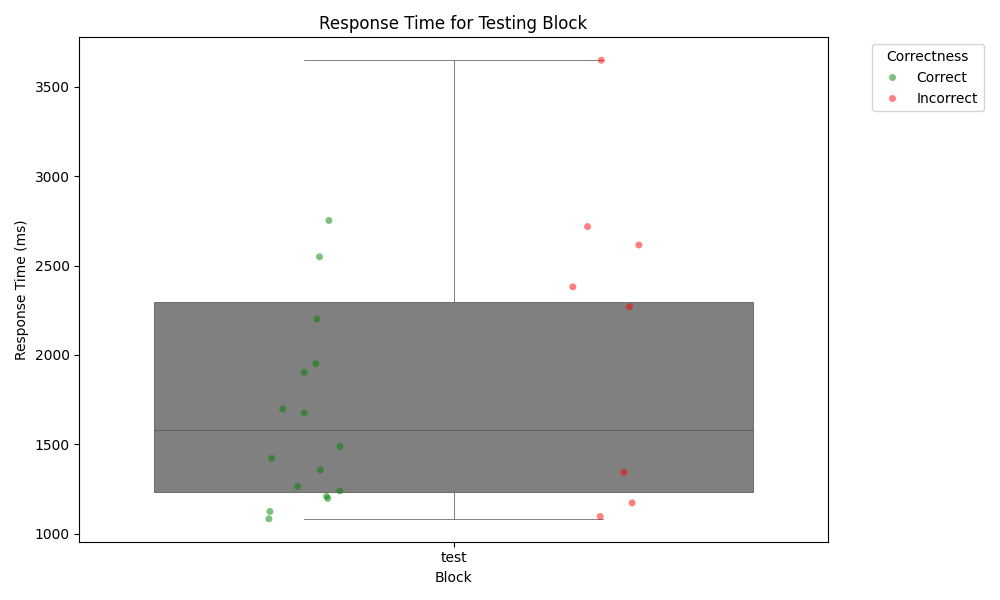 Response Time for Testing Block
Correctness
Correct
Incorrect
Response Time (ms)
3500
3000
2500
2000
1500
1000
test
Block